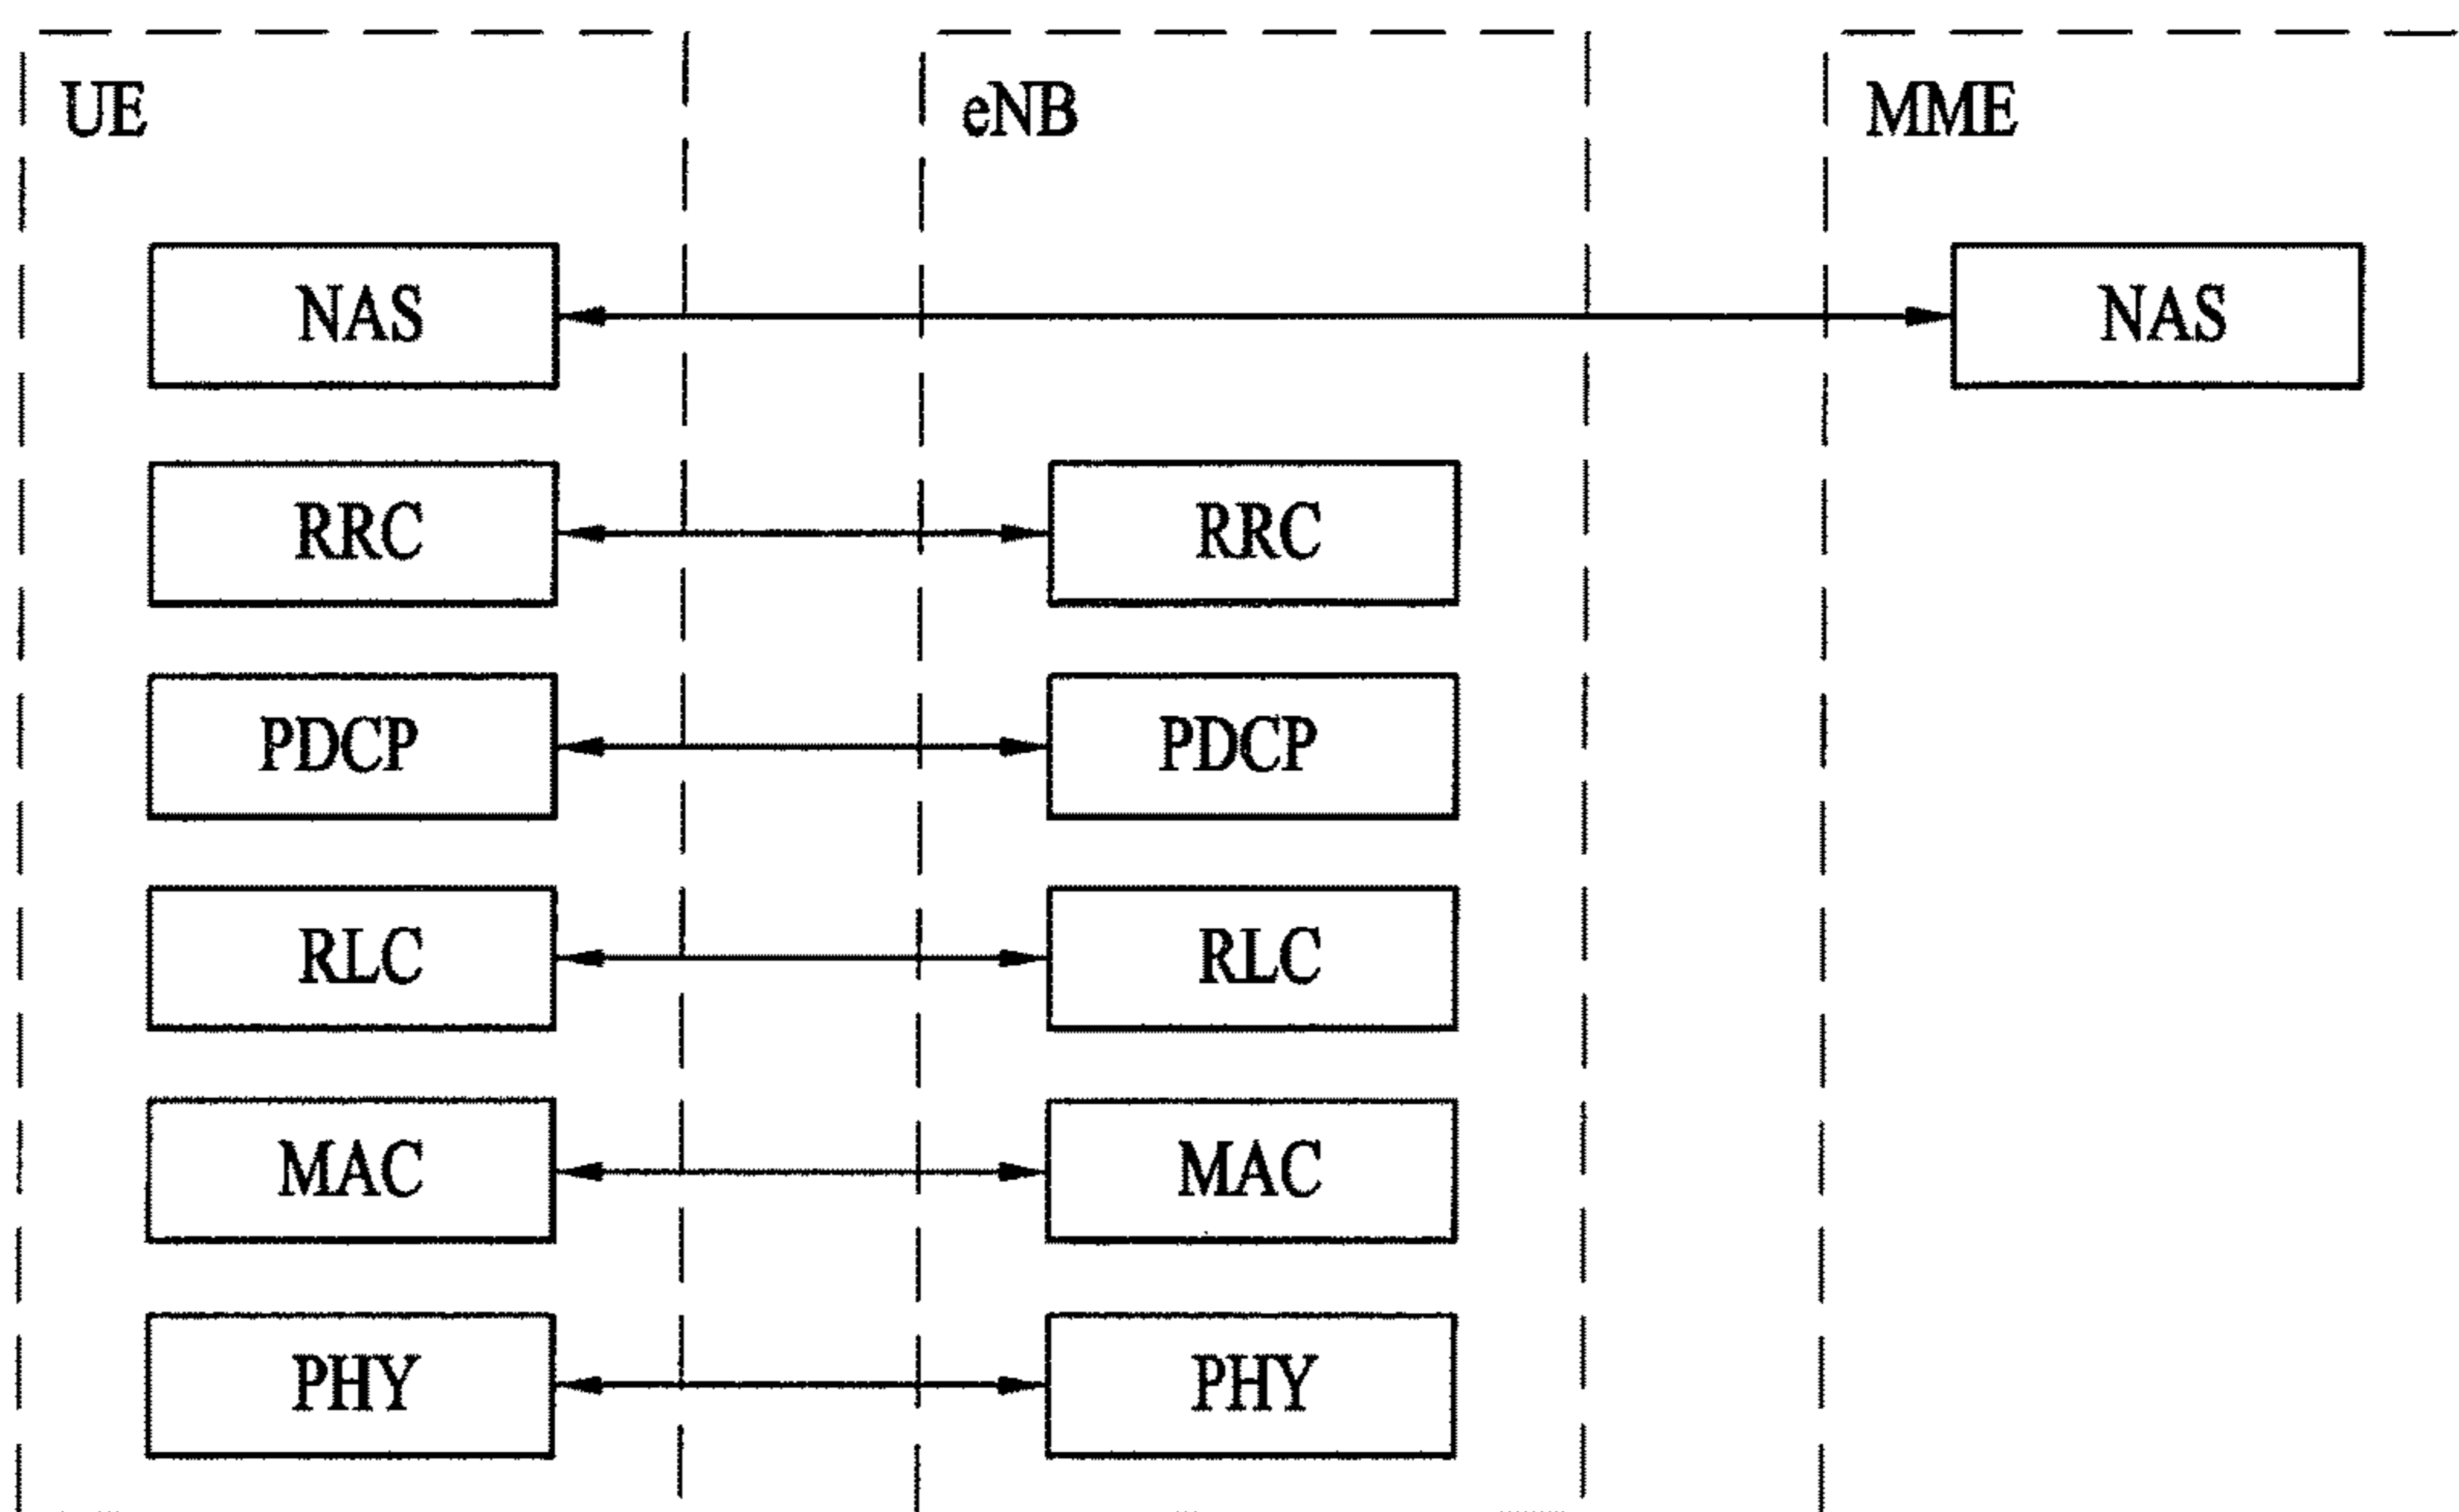 UE eNB MME
NAS NAS
RRC RRC
PDCP PDCP
RLC RLC
MAC MAC
PHY PHY